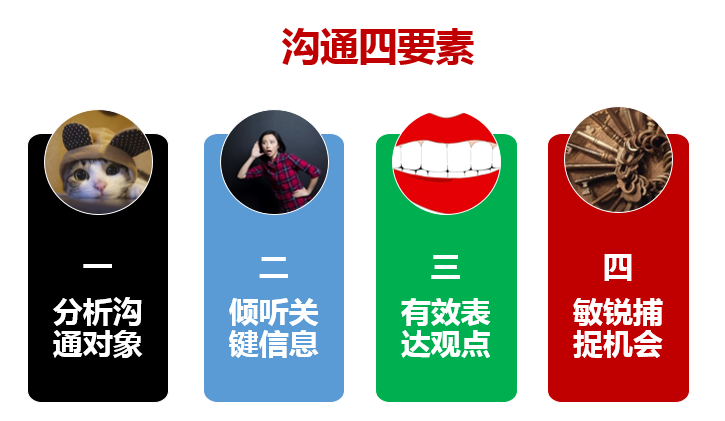 沟通四要素
一
分析沟
通对象
二
倾听关
键信息
三
有效表
达观点
四
敏锐捕
捉机会